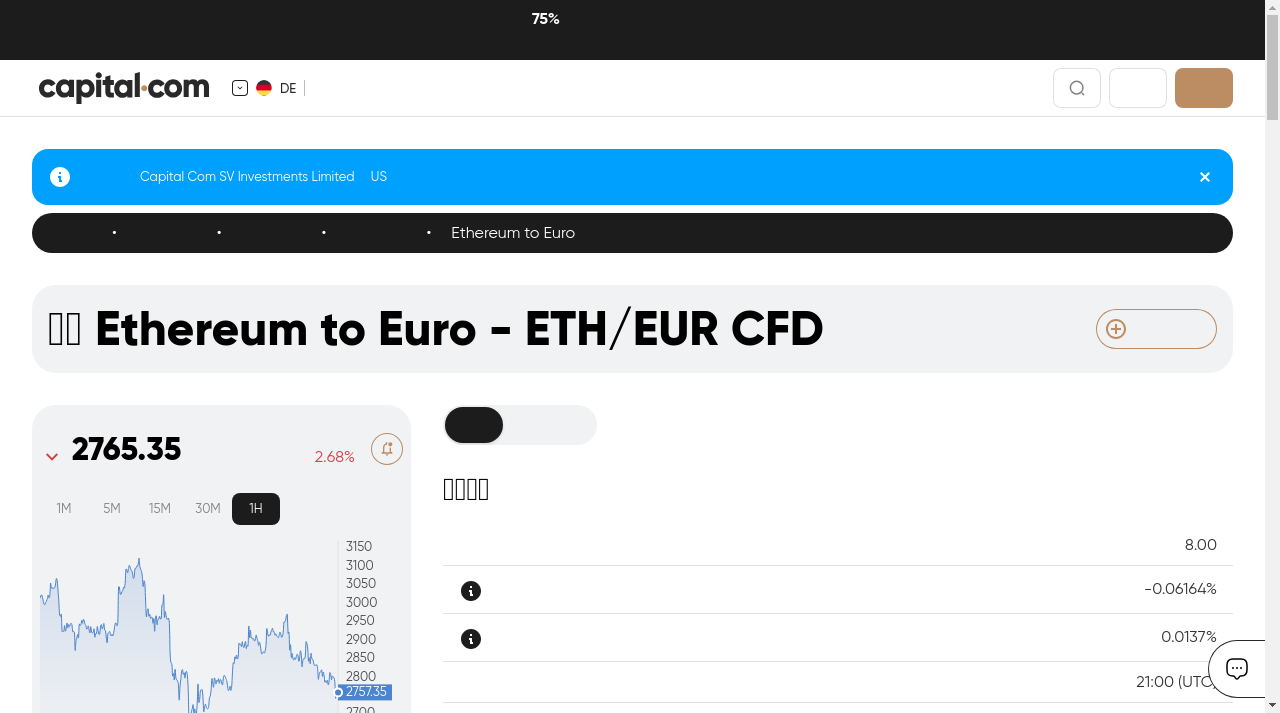 75%
capital.com
DE
Capital Com SV Investments Limited US
Ethereum to Euro
Ethereum to Euro - ETH/EUR CFD
2765.35
2.68%
1M 5M 15M 30M 1H
3150
3100
3050
3000
2950
2900
2850
2800
2757.35
2700
8.00
-0.06164%
0.0137%
21:00 (UTC)